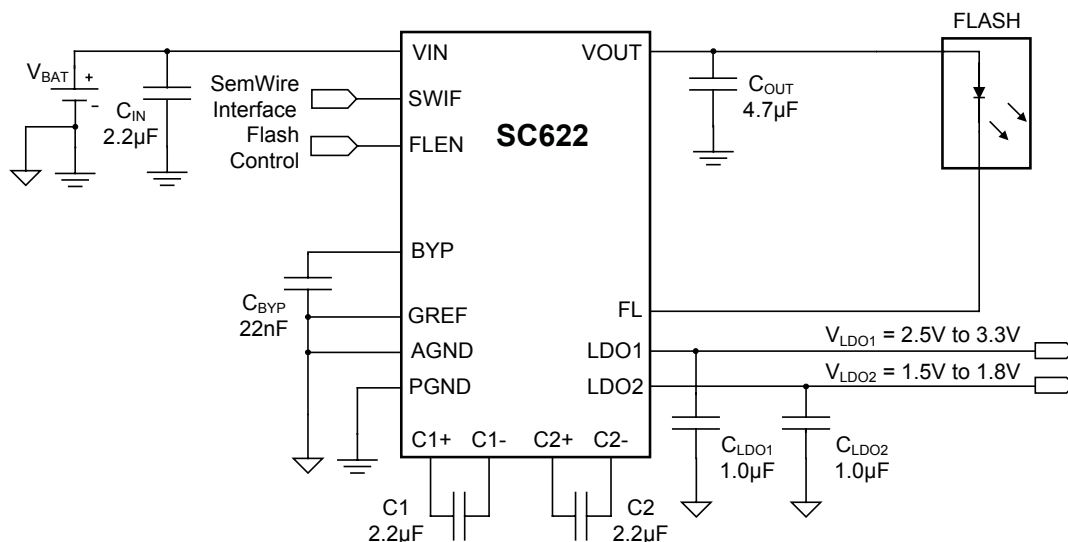 FLASH
VIN
VOUT
V_BAT
+
-
C_IN
2.2µF
SemWire
Interface
SWIF
Flash
Control
FLEN
SC622
C_OUT
4.7µF
BYP
C_BYP
22nF
GREF
AGND
PGND
FL
LDO1
LDO2
V_LDO1 = 2.5V to 3.3V
V_LDO2 = 1.5V to 1.8V
C1+
C1-
C2+
C2-
C_LDO1
1.0µF
C_LDO2
1.0µF
C1
2.2µF
C2
2.2µF